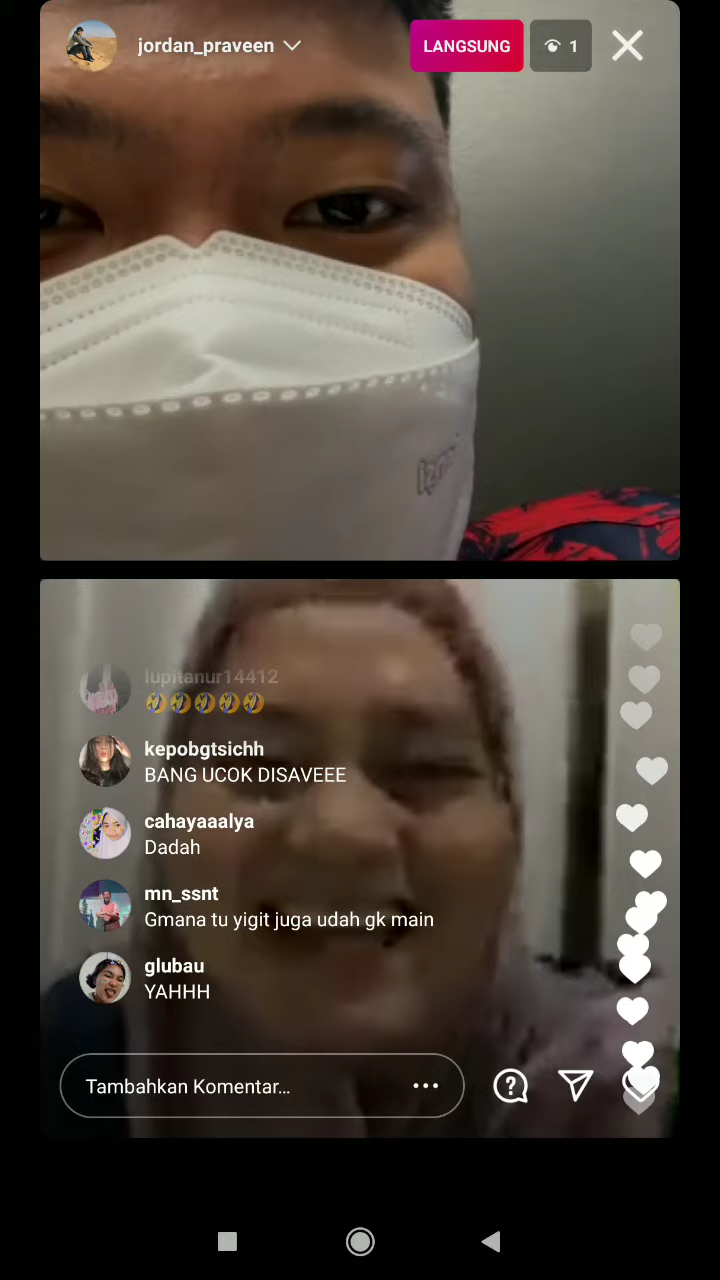 jordan_praveen
LANGSUNG
1
lupitanur14412
🤣🤣🤣🤣🤣
kepobgtsichh
BANG UCOK DISAVEEE
cahayaaalya
Dadah
mn_ssnt
Gmana tu yigit juga udah gk main
glubau
YAHHH
Tambahkan Komentar...